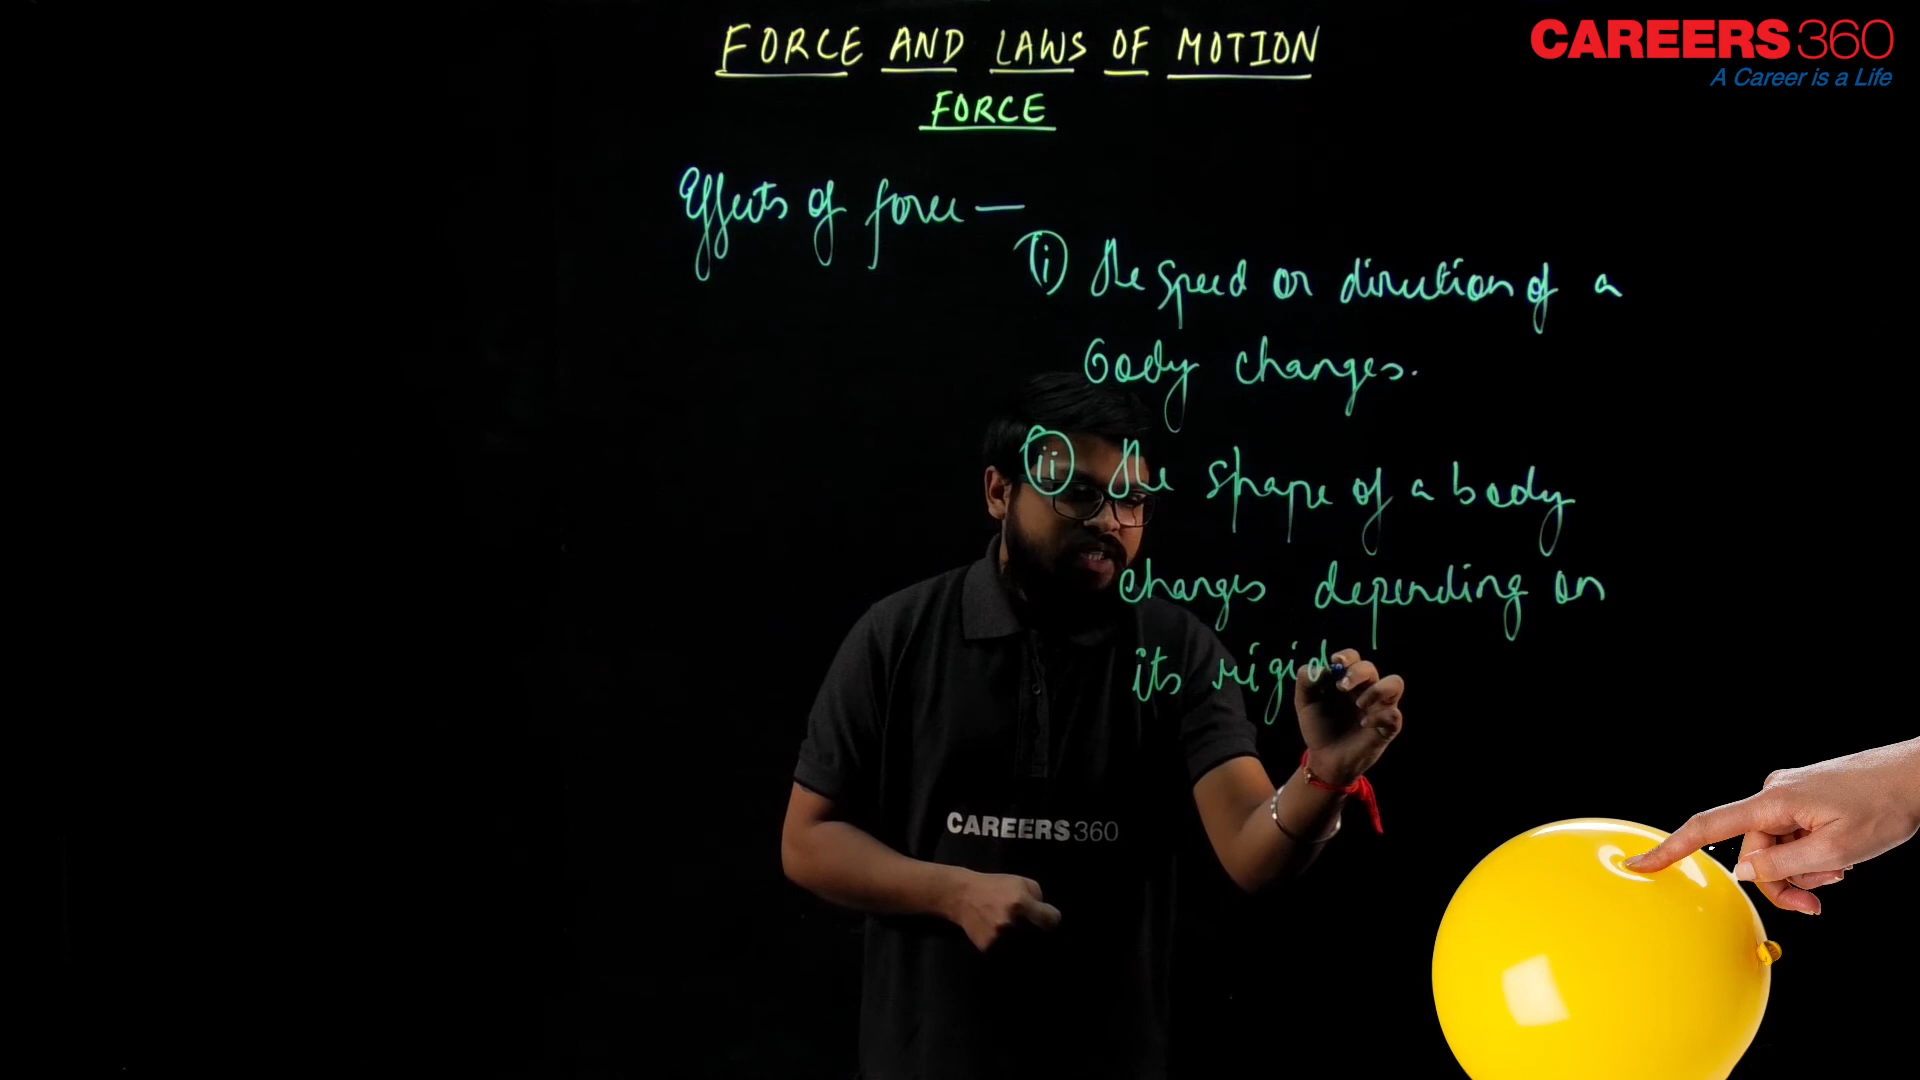 FORCE AND LAWS OF MOTION
FORCE
CAREERS360
A Career is a Life
Effects of force —
(i) The speed or direction of a
body changes.
(ii) The shape of a body
changes depending on
its rigid
CAREERS360